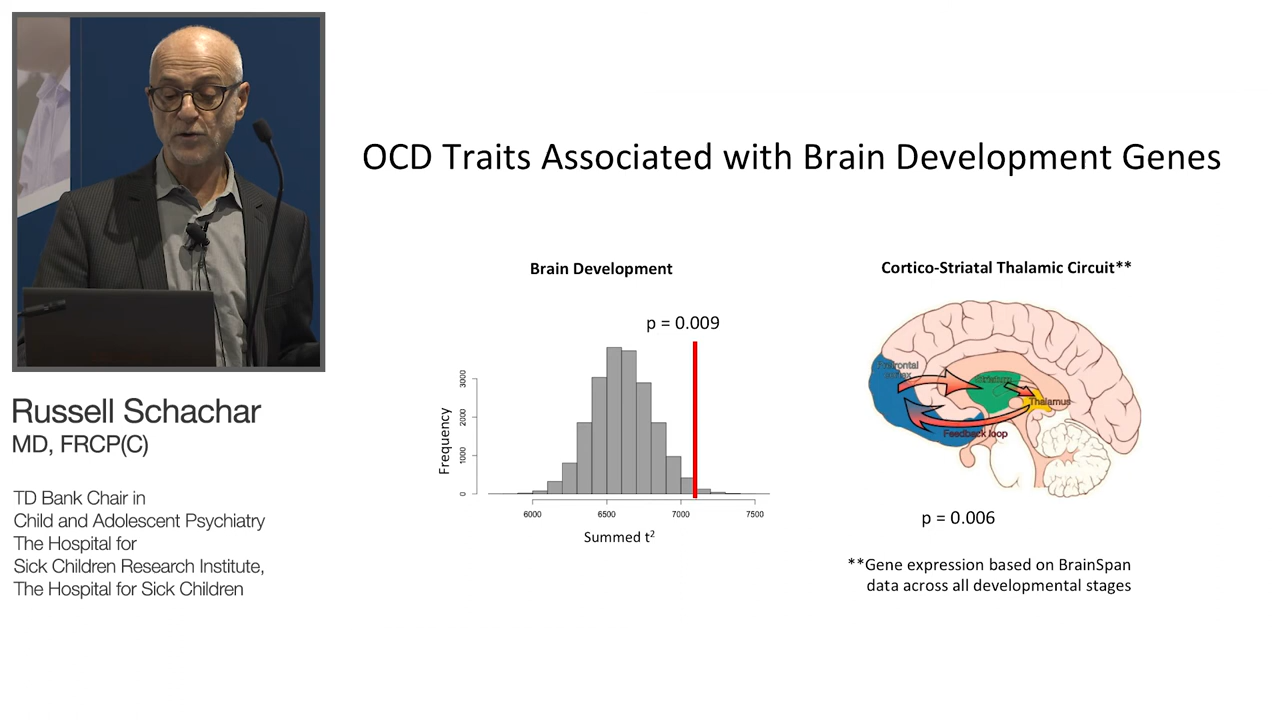 OCD Traits Associated with Brain Development Genes
Brain Development
p = 0.009
Frequency
3000
2000
1000
0
6000
6500
7000
7500
Summed t²
Cortico-Striatal Thalamic Circuit**
Prefrontal
cortex
Striatum
Thalamus
Feedback loop
p = 0.006
**Gene expression based on BrainSpan
data across all developmental stages
Russell Schachar
MD, FRCP(C)
TD Bank Chair in
Child and Adolescent Psychiatry
The Hospital for
Sick Children Research Institute,
The Hospital for Sick Children